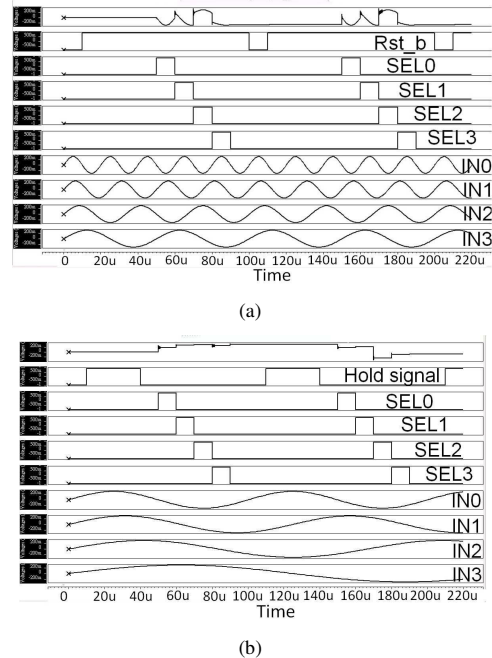 Rst_b
SEL0
SEL1
SEL2
SEL3
IN0
IN1
IN2
IN3
0 20u 40u 60u 80u 100u 120u 140u 160u 180u 200u 220u
Time
(a)
Hold signal
SEL0
SEL1
SEL2
SEL3
IN0
IN1
IN2
IN3
0 20u 40u 60u 80u 100u 120u 140u 160u 180u 200u 220u
Time
(b)